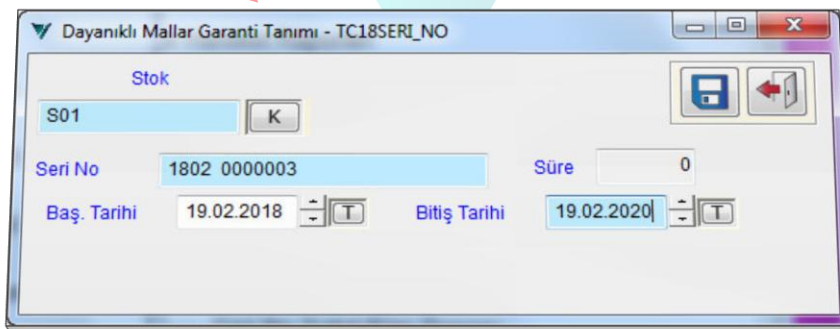 Dayanıklı Mallar Garanti Tanımı - TC18SERI_NO
Stok
S01 K
Seri No 1802 0000003 Süre 0
Baş. Tarihi 19.02.2018 T Bitiş Tarihi 19.02.2020 T